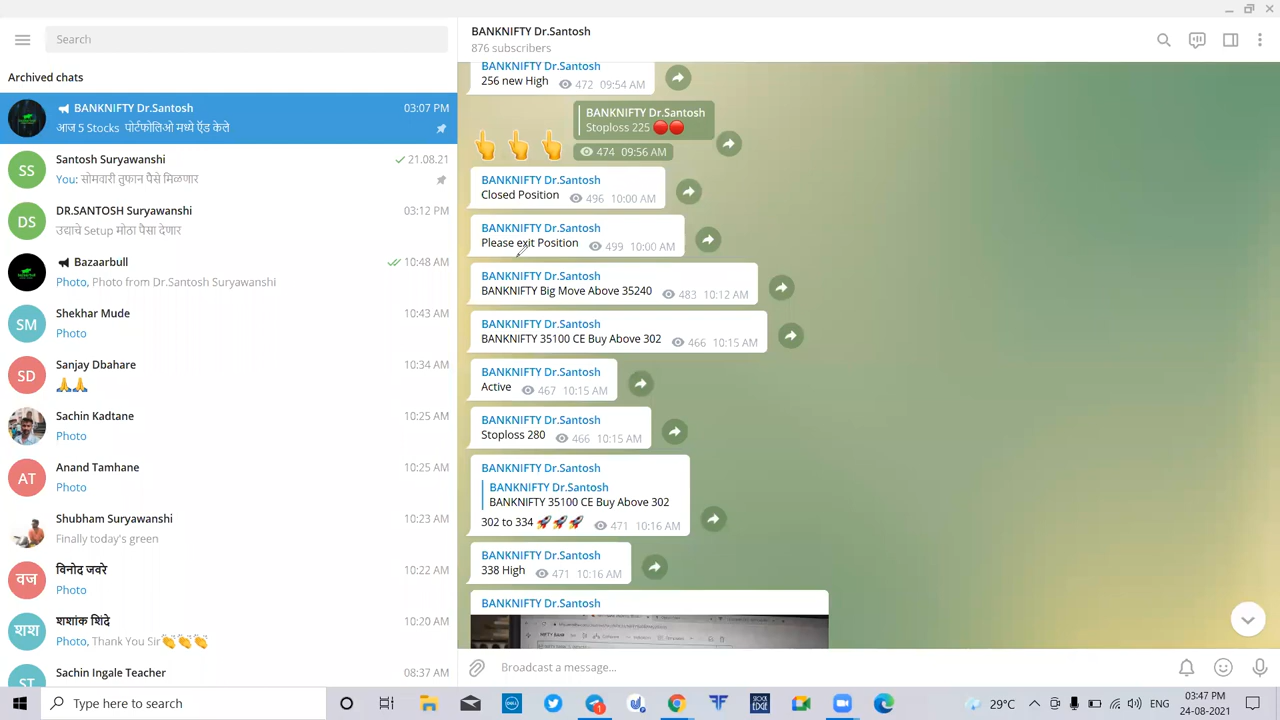 Search
Archived chats
BANKNIFTY Dr.Santosh 03:07 PM
आज 5 Stocks पोर्टफोलिओ मध्ये ऍड केले
SS
Santosh Suryawanshi 21.08.21
You: सोमवारी तुफान पैसे मिळणार
DS
DR.SANTOSH Suryawanshi 03:12 PM
उद्याचे Setup मोठा पैसा देणार
Bazaarbull 10:48 AM
Photo, Photo from Dr.Santosh Suryawanshi
SM
Shekhar Mude 10:43 AM
Photo
SD
Sanjay Dbahare 10:34 AM
🙏🙏
Sachin Kadtane 10:25 AM
Photo
AT
Anand Tamhane 10:25 AM
Photo
Shubham Suryawanshi 10:23 AM
Finally today's green
वज
विनोद जवरे 10:22 AM
Photo
शश
शशांक शिंदे 10:20 AM
Photo, Thank You Sir👏👏👏
Sachin Ingale Teacher 08:37 AM
BANKNIFTY Dr.Santosh
876 subscribers
BANKNIFTY Dr.Santosh
256 new High 472 09:54 AM
BANKNIFTY Dr.Santosh
Stoploss 225 🔴🔴
👆👆👆 474 09:56 AM
BANKNIFTY Dr.Santosh
Closed Position 496 10:00 AM
BANKNIFTY Dr.Santosh
Please exit Position 499 10:00 AM
BANKNIFTY Dr.Santosh
BANKNIFTY Big Move Above 35240 483 10:12 AM
BANKNIFTY Dr.Santosh
BANKNIFTY 35100 CE Buy Above 302 466 10:15 AM
BANKNIFTY Dr.Santosh
Active 467 10:15 AM
BANKNIFTY Dr.Santosh
Stoploss 280 466 10:15 AM
BANKNIFTY Dr.Santosh
BANKNIFTY Dr.Santosh
BANKNIFTY 35100 CE Buy Above 302
302 to 334 🚀🚀🚀 471 10:16 AM
BANKNIFTY Dr.Santosh
338 High 471 10:16 AM
BANKNIFTY Dr.Santosh
Broadcast a message...
Type here to search
29°C ENG 03:47 PM
24-08-2021